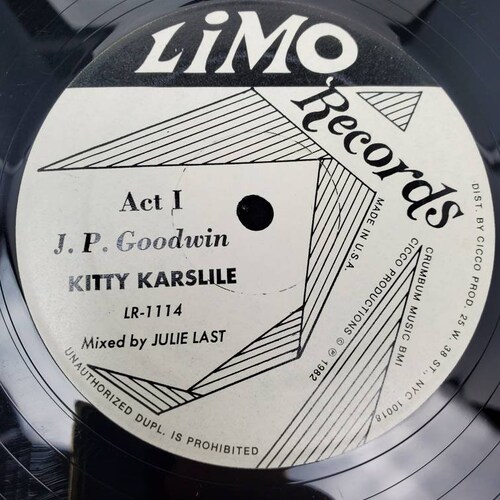 LiMO
Records
Act I
J. P. Goodwin
KITTY KARSLILE
LR-1114
Mixed by JULIE LAST
MADE IN U.S.A.
CICCO PRODUCTIONS © ℗ 1982
CRUMBUM MUSIC BMI
DIST. BY CICCO PROD. 25 W. 38 ST., NYC 10018
UNAUTHORIZED DUPL. IS PROHIBITED